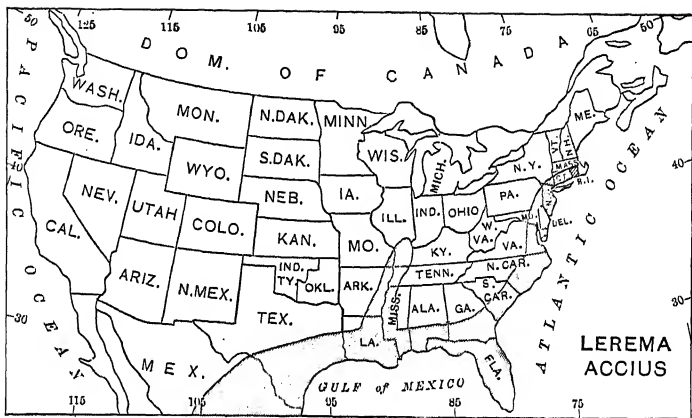 50 125 115 105 95 85 75 65 50
DOM. OF CANADA
PACIFIC OCEAN
WASH.
MON.
N.DAK.
MINN
ME.
ORE.
IDA.
S.DAK.
WIS.
MICH.
N.Y.
VT.
N.H.
MASS
R.I.
WYO.
40
NEB.
IA.
PA.
N.J.
NEV.
UTAH
COLO.
ILL.
IND.
OHIO
MD.
DEL.
CAL.
KAN.
MO.
W. VA.
VA.
KY.
ATLANTIC OCEAN
ARIZ.
N.MEX.
IND. TY.
OKL.
ARK.
TENN.
N.CAR.
S. CAR.
30
TEX.
LA.
MISS.
ALA.
GA.
30
MEX.
FLA.
GULF of MEXICO
LEREMA
ACCIUS
115 105 95 85 75